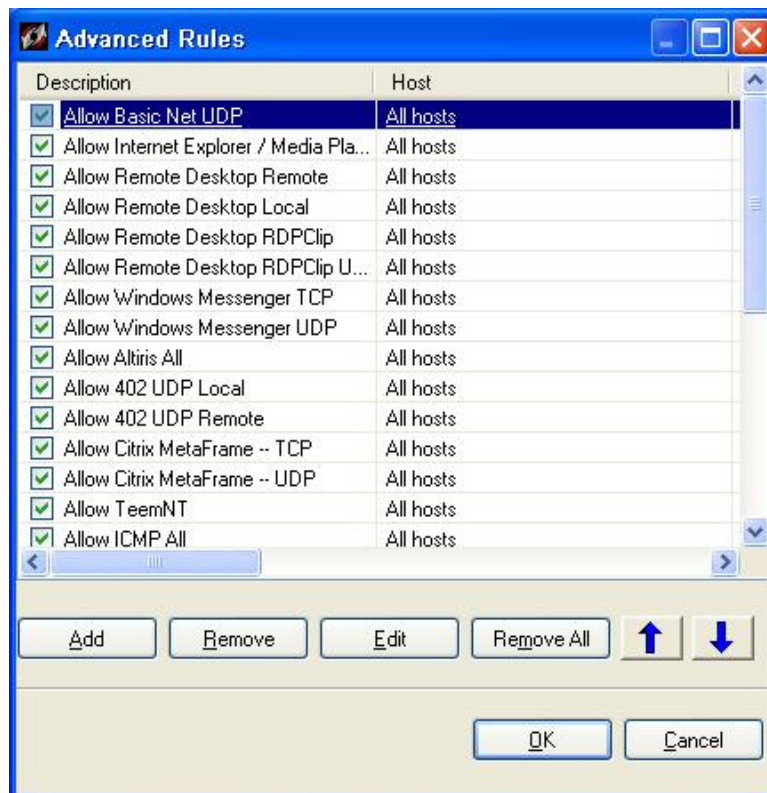 Advanced Rules
Description Host
Allow Basic Net UDP All hosts
Allow Internet Explorer / Media Pla... All hosts
Allow Remote Desktop Remote All hosts
Allow Remote Desktop Local All hosts
Allow Remote Desktop RDPClip All hosts
Allow Remote Desktop RDPClip U... All hosts
Allow Windows Messenger TCP All hosts
Allow Windows Messenger UDP All hosts
Allow Altiris All All hosts
Allow 402 UDP Local All hosts
Allow 402 UDP Remote All hosts
Allow Citrix MetaFrame -- TCP All hosts
Allow Citrix MetaFrame -- UDP All hosts
Allow TeemNT All hosts
Allow ICMP All All hosts
Add Remove Edit Remove All
OK Cancel